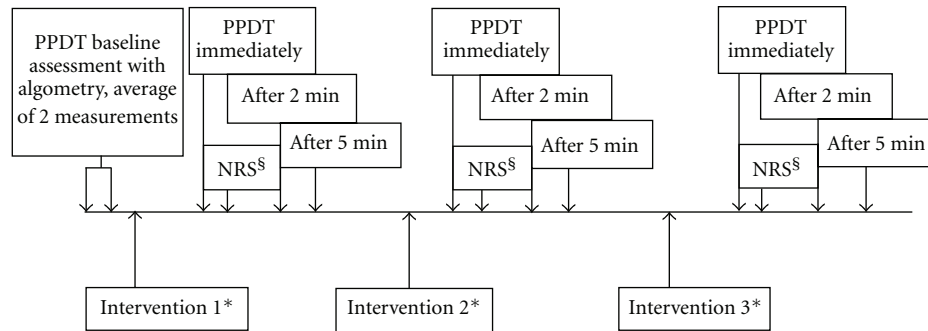 PPDT baseline
assessment with
algometry, average
of 2 measurements
PPDT
immediately
After 2 min
After 5 min
NRS§
PPDT
immediately
After 2 min
After 5 min
NRS§
PPDT
immediately
After 2 min
After 5 min
NRS§
Intervention 1*
Intervention 2*
Intervention 3*